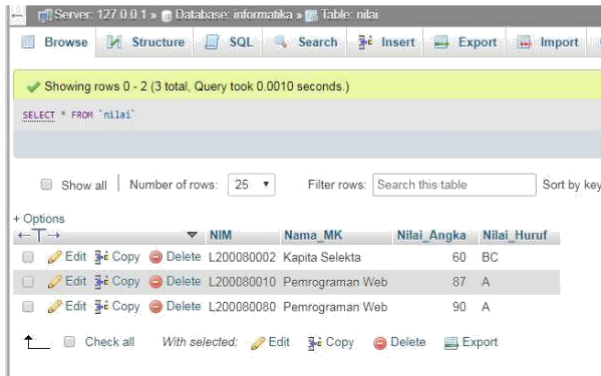 Server: 127.0.0.1 » Database: informatika » Table: nilai
Browse Structure SQL Search Insert Export Import
Showing rows 0 - 2 (3 total, Query took 0.0010 seconds.)
SELECT * FROM `nilai`
Show all Number of rows: 25 Filter rows: Search this table Sort by key
+ Options
NIM Nama_MK Nilai_Angka Nilai_Huruf
Edit Copy Delete L200080002 Kapita Selekta 60 BC
Edit Copy Delete L200080010 Pemrograman Web 87 A
Edit Copy Delete L200080080 Pemrograman Web 90 A
Check all With selected: Edit Copy Delete Export